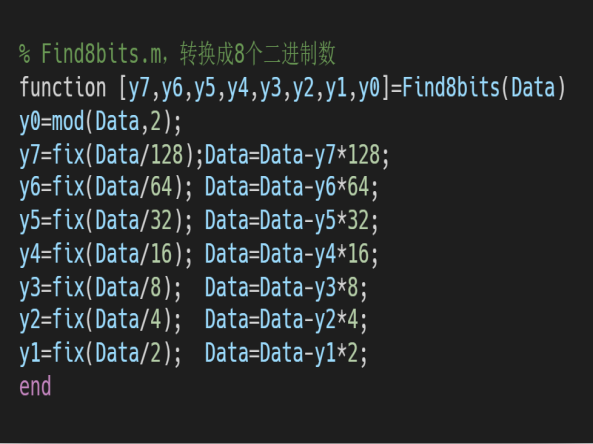 % Find8bits.m，转换成8个二进制数
function [y7,y6,y5,y4,y3,y2,y1,y0]=Find8bits(Data)
y0=mod(Data,2);
y7=fix(Data/128);Data=Data-y7*128;
y6=fix(Data/64); Data=Data-y6*64;
y5=fix(Data/32); Data=Data-y5*32;
y4=fix(Data/16); Data=Data-y4*16;
y3=fix(Data/8);  Data=Data-y3*8;
y2=fix(Data/4);  Data=Data-y2*4;
y1=fix(Data/2);  Data=Data-y1*2;
end